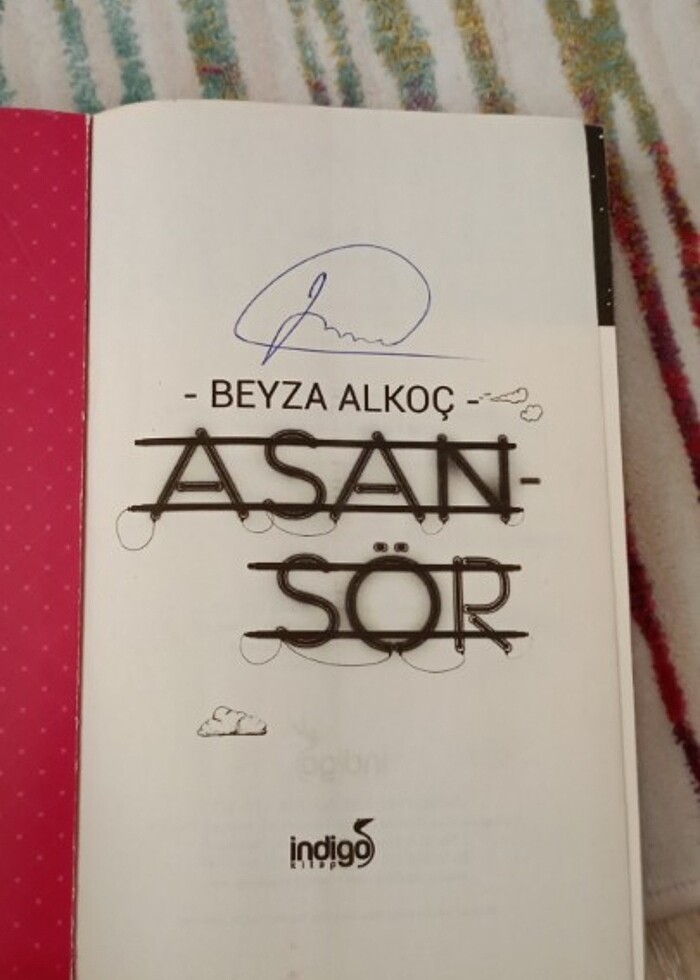 - BEYZA ALKOÇ -
ASAN-
SÖR
indigo
kitap